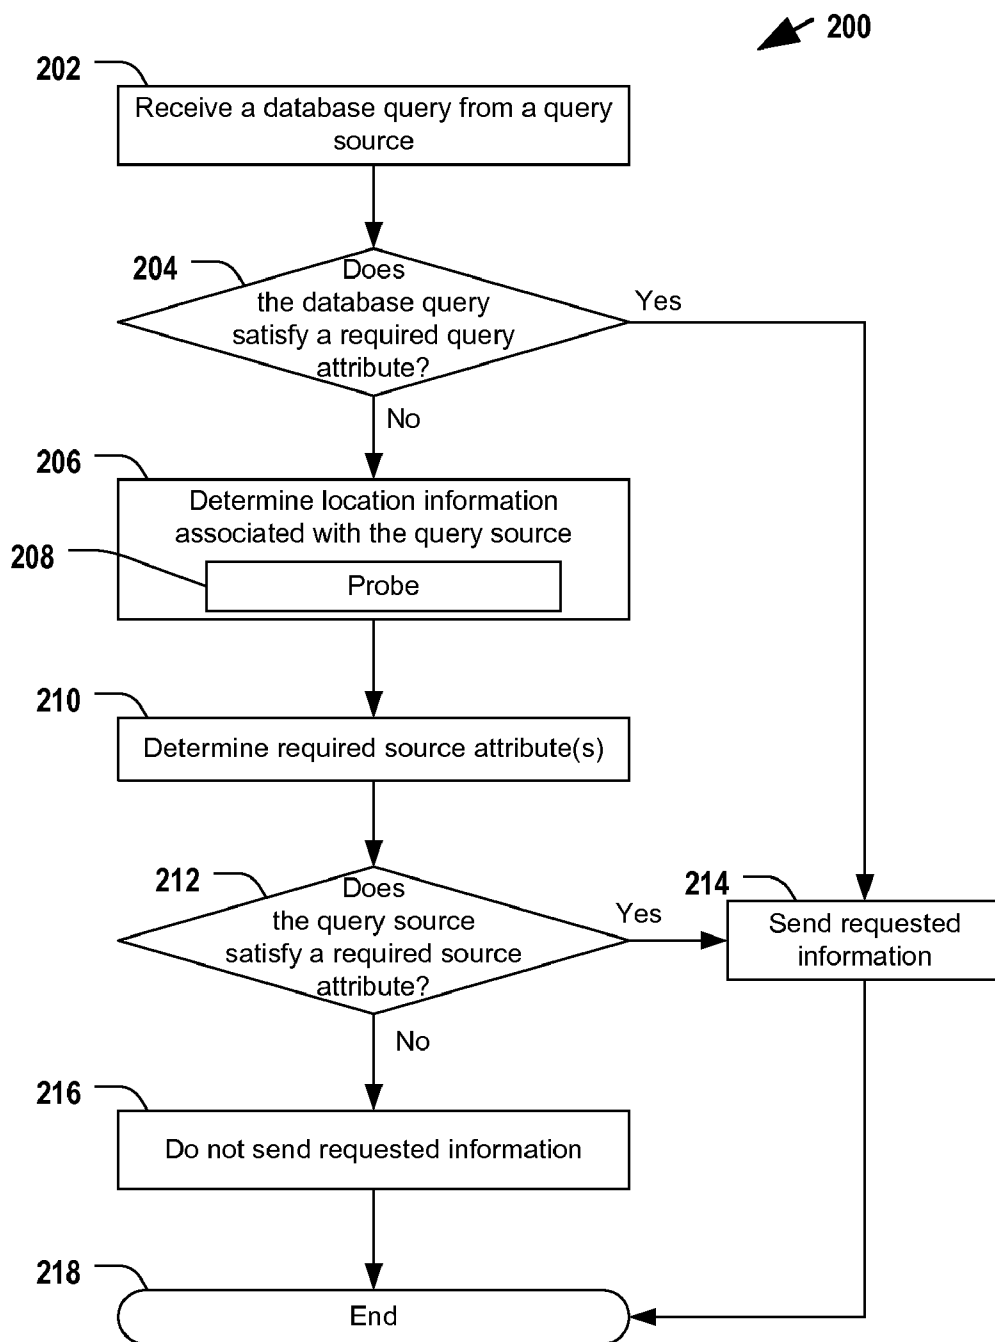 200
202
Receive a database query from a query
source
204
Does
the database query
satisfy a required query
attribute?
Yes
No
206
Determine location information
associated with the query source
208
Probe
210
Determine required source attribute(s)
212
Does
the query source
satisfy a required source
attribute?
Yes
214
Send requested
information
No
216
Do not send requested information
218
End